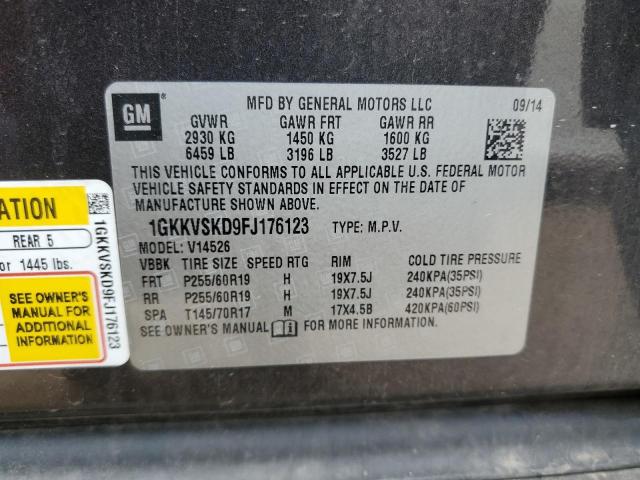 GM ®
MFD BY GENERAL MOTORS LLC 09/14
GVWR GAWR FRT GAWR RR
2930 KG 1450 KG 1600 KG
6459 LB 3196 LB 3527 LB
THIS VEHICLE CONFORMS TO ALL APPLICABLE U.S. FEDERAL MOTOR
VEHICLE SAFETY STANDARDS IN EFFECT ON THE DATE OF
MANUFACTURE SHOWN ABOVE.
1GKKVSKD9FJ176123 TYPE: M.P.V.
MODEL: V14526
VBBK TIRE SIZE SPEED RTG RIM COLD TIRE PRESSURE
FRT P255/60R19 H 19X7.5J 240KPA(35PSI)
RR P255/60R19 H 19X7.5J 240KPA(35PSI)
SPA T145/70R17 M 17X4.5B 420KPA(60PSI)
SEE OWNER'S MANUAL i FOR MORE INFORMATION.
ATION
REAR 5
or 1445 lbs.
SEE OWNER'S
MANUAL FOR
ADDITIONAL
INFORMATION
1GKKVSKD9FJ176123